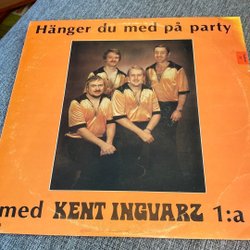 Hänger du med på party
med KENT INGVARZ 1:a